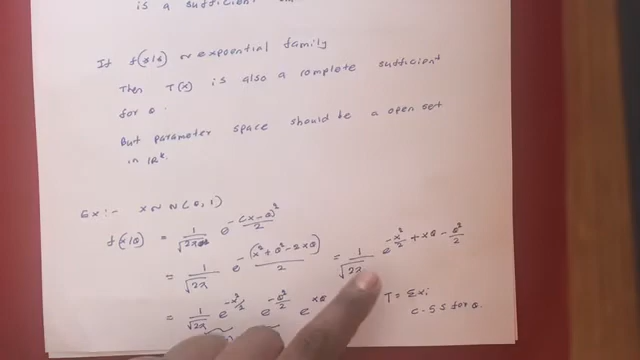 is a sufficient
If f(x|θ) ~ exponential family
Then T(x) is also a complete sufficient
for θ.
But parameter space should be a open set
in IRᵏ.
Ex:- x ~ N(θ, 1)
f(x|θ) = 1/√2π e^-(x-θ)²/2
= 1/√2π e^-(x²+θ²-2xθ)/2 = 1/√2π e^-x²/2 + xθ - θ²/2
= 1/√2π e^-x²/2 e^-θ²/2 e^xθ
T = Σxi
C.S.S for θ.